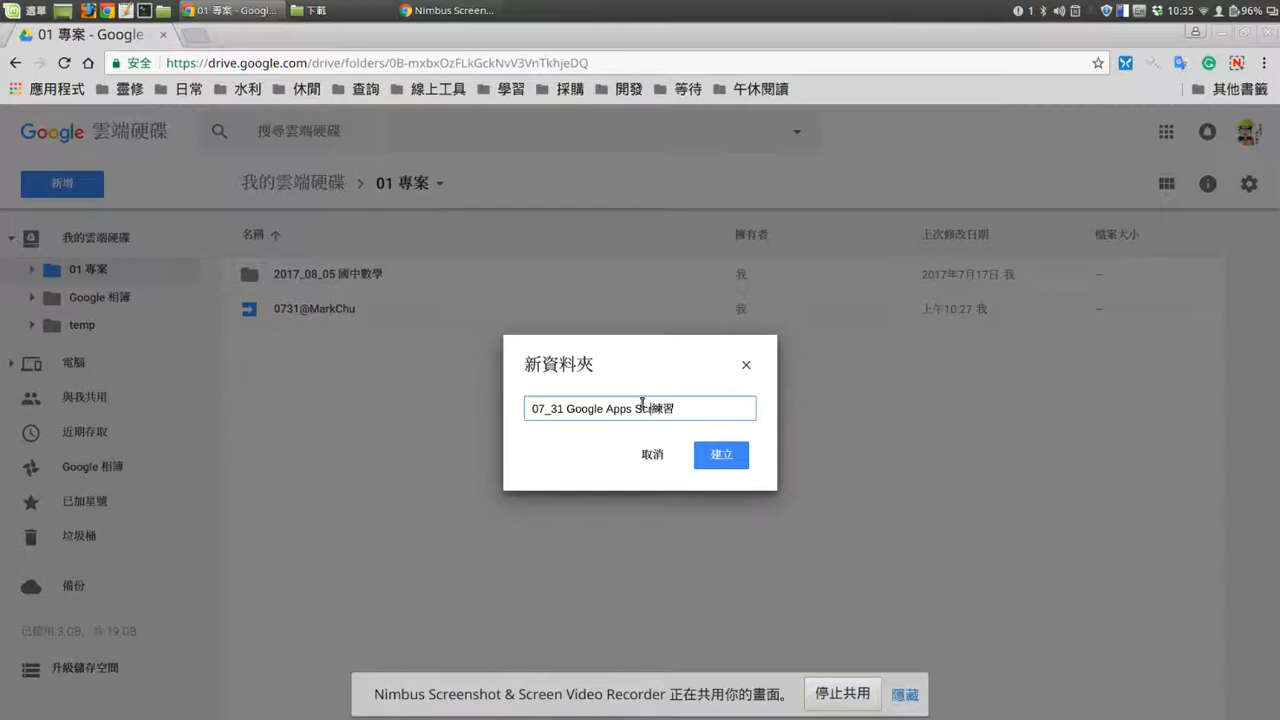 選單
01 專案 - Googl...
下載
Nimbus Screen...
1
En
10:35
96%
01 專案 - Google
安全
https://drive.google.com/drive/folders/0B-mxbxOzFLkGckNvV3VnTkhjeDQ
應用程式
靈修
日常
水利
休閒
查詢
線上工具
學習
採購
開發
等待
午休閱讀
其他書籤
Google 雲端硬碟
搜尋雲端硬碟
新增
我的雲端硬碟
01 專案
我的雲端硬碟
01 專案
Google 相簿
temp
電腦
與我共用
近期存取
Google 相簿
已加星號
垃圾桶
備份
已使用 3 GB，共 19 GB
升級儲存空間
名稱
擁有者
上次修改日期
檔案大小
2017_08_05 國中數學
我
2017年7月17日 我
–
0731@MarkChu
我
上午10:27 我
–
新資料夾
07_31 Google Apps Scr練習
取消
建立
Nimbus Screenshot & Screen Video Recorder 正在共用你的畫面。
停止共用
隱藏